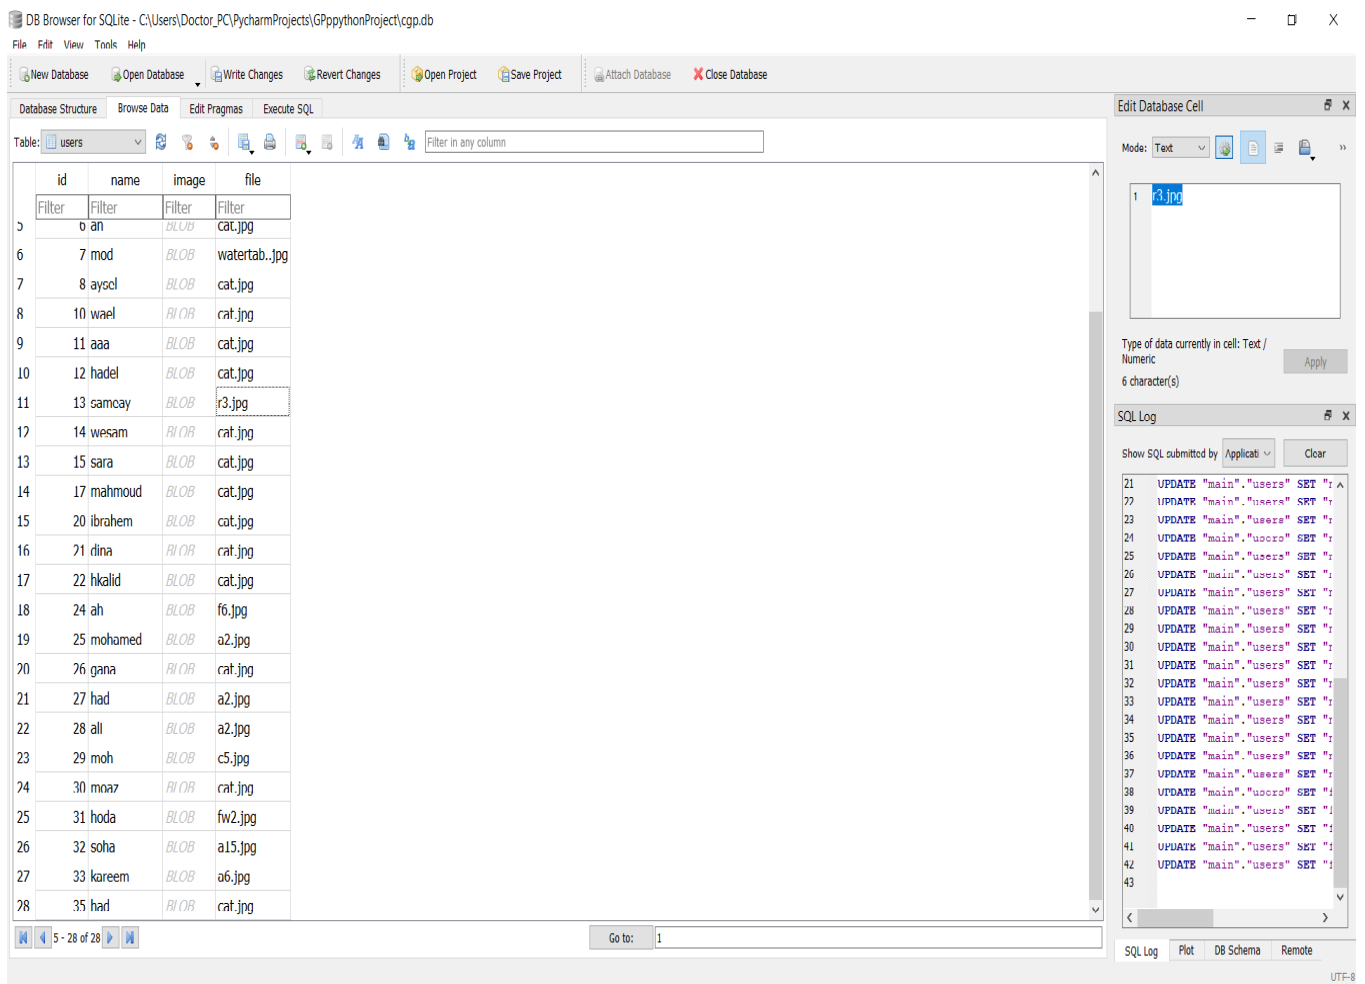 DB Browser for SQLite - C:\Users\Doctor_PC\PycharmProjects\GPppythonProject\cgp.db
File Edit View Tools Help
New Database Open Database Write Changes Revert Changes Open Project Save Project Attach Database Close Database
Database Structure Browse Data Edit Pragmas Execute SQL
Table: users Filter in any column
id name image file
Filter Filter Filter Filter
5 6 an BLOB cat.jpg
6 7 mod BLOB watertab..jpg
7 8 aysel BLOB cat.jpg
8 10 wael BLOB cat.jpg
9 11 aaa BLOB cat.jpg
10 12 hadel BLOB cat.jpg
11 13 sameay BLOB r3.jpg
12 14 wesam BLOB cat.jpg
13 15 sara BLOB cat.jpg
14 17 mahmoud BLOB cat.jpg
15 20 ibrahem BLOB cat.jpg
16 21 dina BLOB cat.jpg
17 22 hkalid BLOB cat.jpg
18 24 ah BLOB f6.jpg
19 25 mohamed BLOB a2.jpg
20 26 gana BLOB cat.jpg
21 27 had BLOB a2.jpg
22 28 all BLOB a2.jpg
23 29 moh BLOB c5.jpg
24 30 moaz BLOB cat.jpg
25 31 hoda BLOB fw2.jpg
26 32 soha BLOB a15.jpg
27 33 kareem BLOB a6.jpg
28 35 had BLOB cat.jpg
5 - 28 of 28 Go to: 1
Edit Database Cell
Mode: Text
1 r3.jpg
Type of data currently in cell: Text /
Numeric
Apply
6 character(s)
SQL Log
Show SQL submitted by Applicati Clear
21 UPDATE "main"."users" SET "
22 UPDATE "main"."users" SET "
23 UPDATE "main"."users" SET "
24 UPDATE "main"."users" SET "
25 UPDATE "main"."users" SET "
26 UPDATE "main"."users" SET "
27 UPDATE "main"."users" SET "
28 UPDATE "main"."users" SET "
29 UPDATE "main"."users" SET "
30 UPDATE "main"."users" SET "
31 UPDATE "main"."users" SET "
32 UPDATE "main"."users" SET "
33 UPDATE "main"."users" SET "
34 UPDATE "main"."users" SET "
35 UPDATE "main"."users" SET "
36 UPDATE "main"."users" SET "
37 UPDATE "main"."users" SET "
38 UPDATE "main"."users" SET "
39 UPDATE "main"."users" SET "
40 UPDATE "main"."users" SET "
41 UPDATE "main"."users" SET "
42 UPDATE "main"."users" SET "
43
SQL Log Plot DB Schema Remote
UTF-8